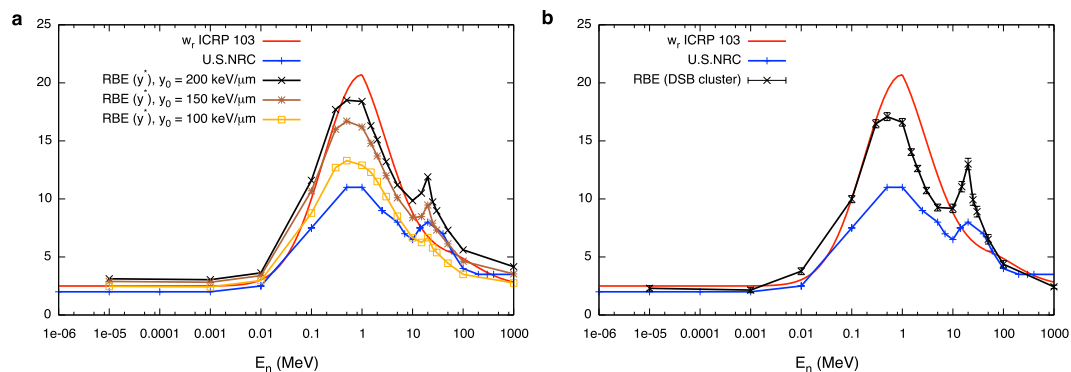 a
25
20
15
10
5
0
w_r ICRP 103
U.S.NRC
RBE (y*), y_0 = 200 keV/μm
RBE (y*), y_0 = 150 keV/μm
RBE (y*), y_0 = 100 keV/μm
1e-06 1e-05 0.0001 0.001 0.01 0.1 1 10 100 1000
E_n (MeV)
b
25
20
15
10
5
0
w_r ICRP 103
U.S.NRC
RBE (DSB cluster)
1e-06 1e-05 0.0001 0.001 0.01 0.1 1 10 100 1000
E_n (MeV)